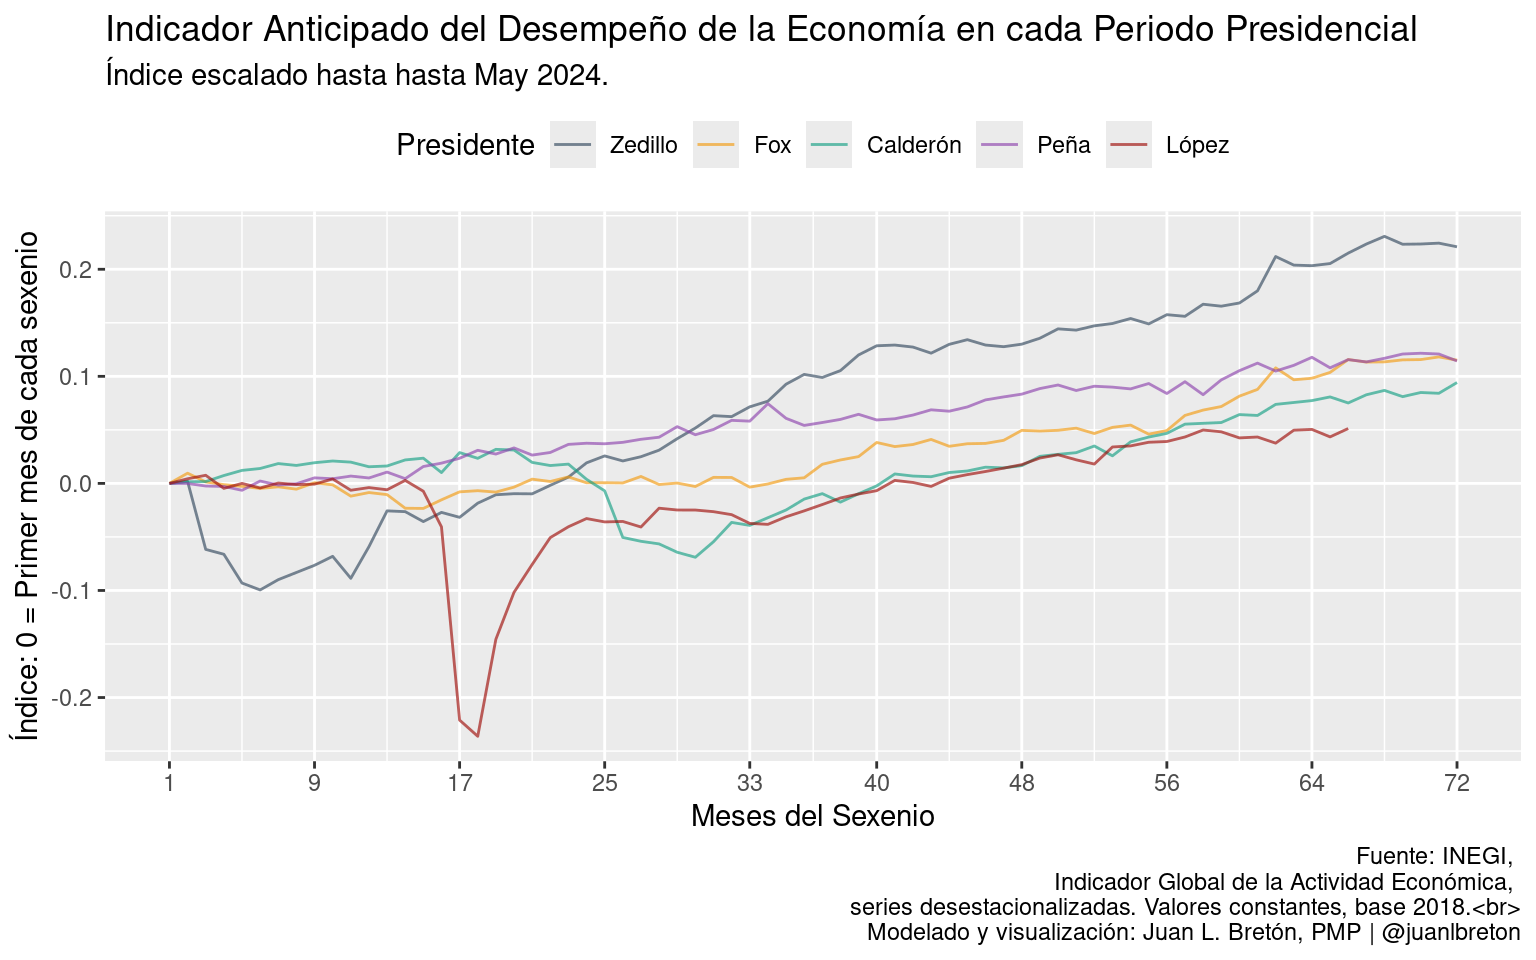 Indicador Anticipado del Desempeño de la Economía en cada Periodo Presidencial
Índice escalado hasta hasta May 2024.
Presidente Zedillo Fox Calderón Peña López
Índice: 0 = Primer mes de cada sexenio
0.2
0.1
0.0
-0.1
-0.2
1 9 17 25 33 40 48 56 64 72
Meses del Sexenio
Fuente: INEGI,
Indicador Global de la Actividad Económica,
series desestacionalizadas. Valores constantes, base 2018.<br>
Modelado y visualización: Juan L. Bretón, PMP | @juanlbreton